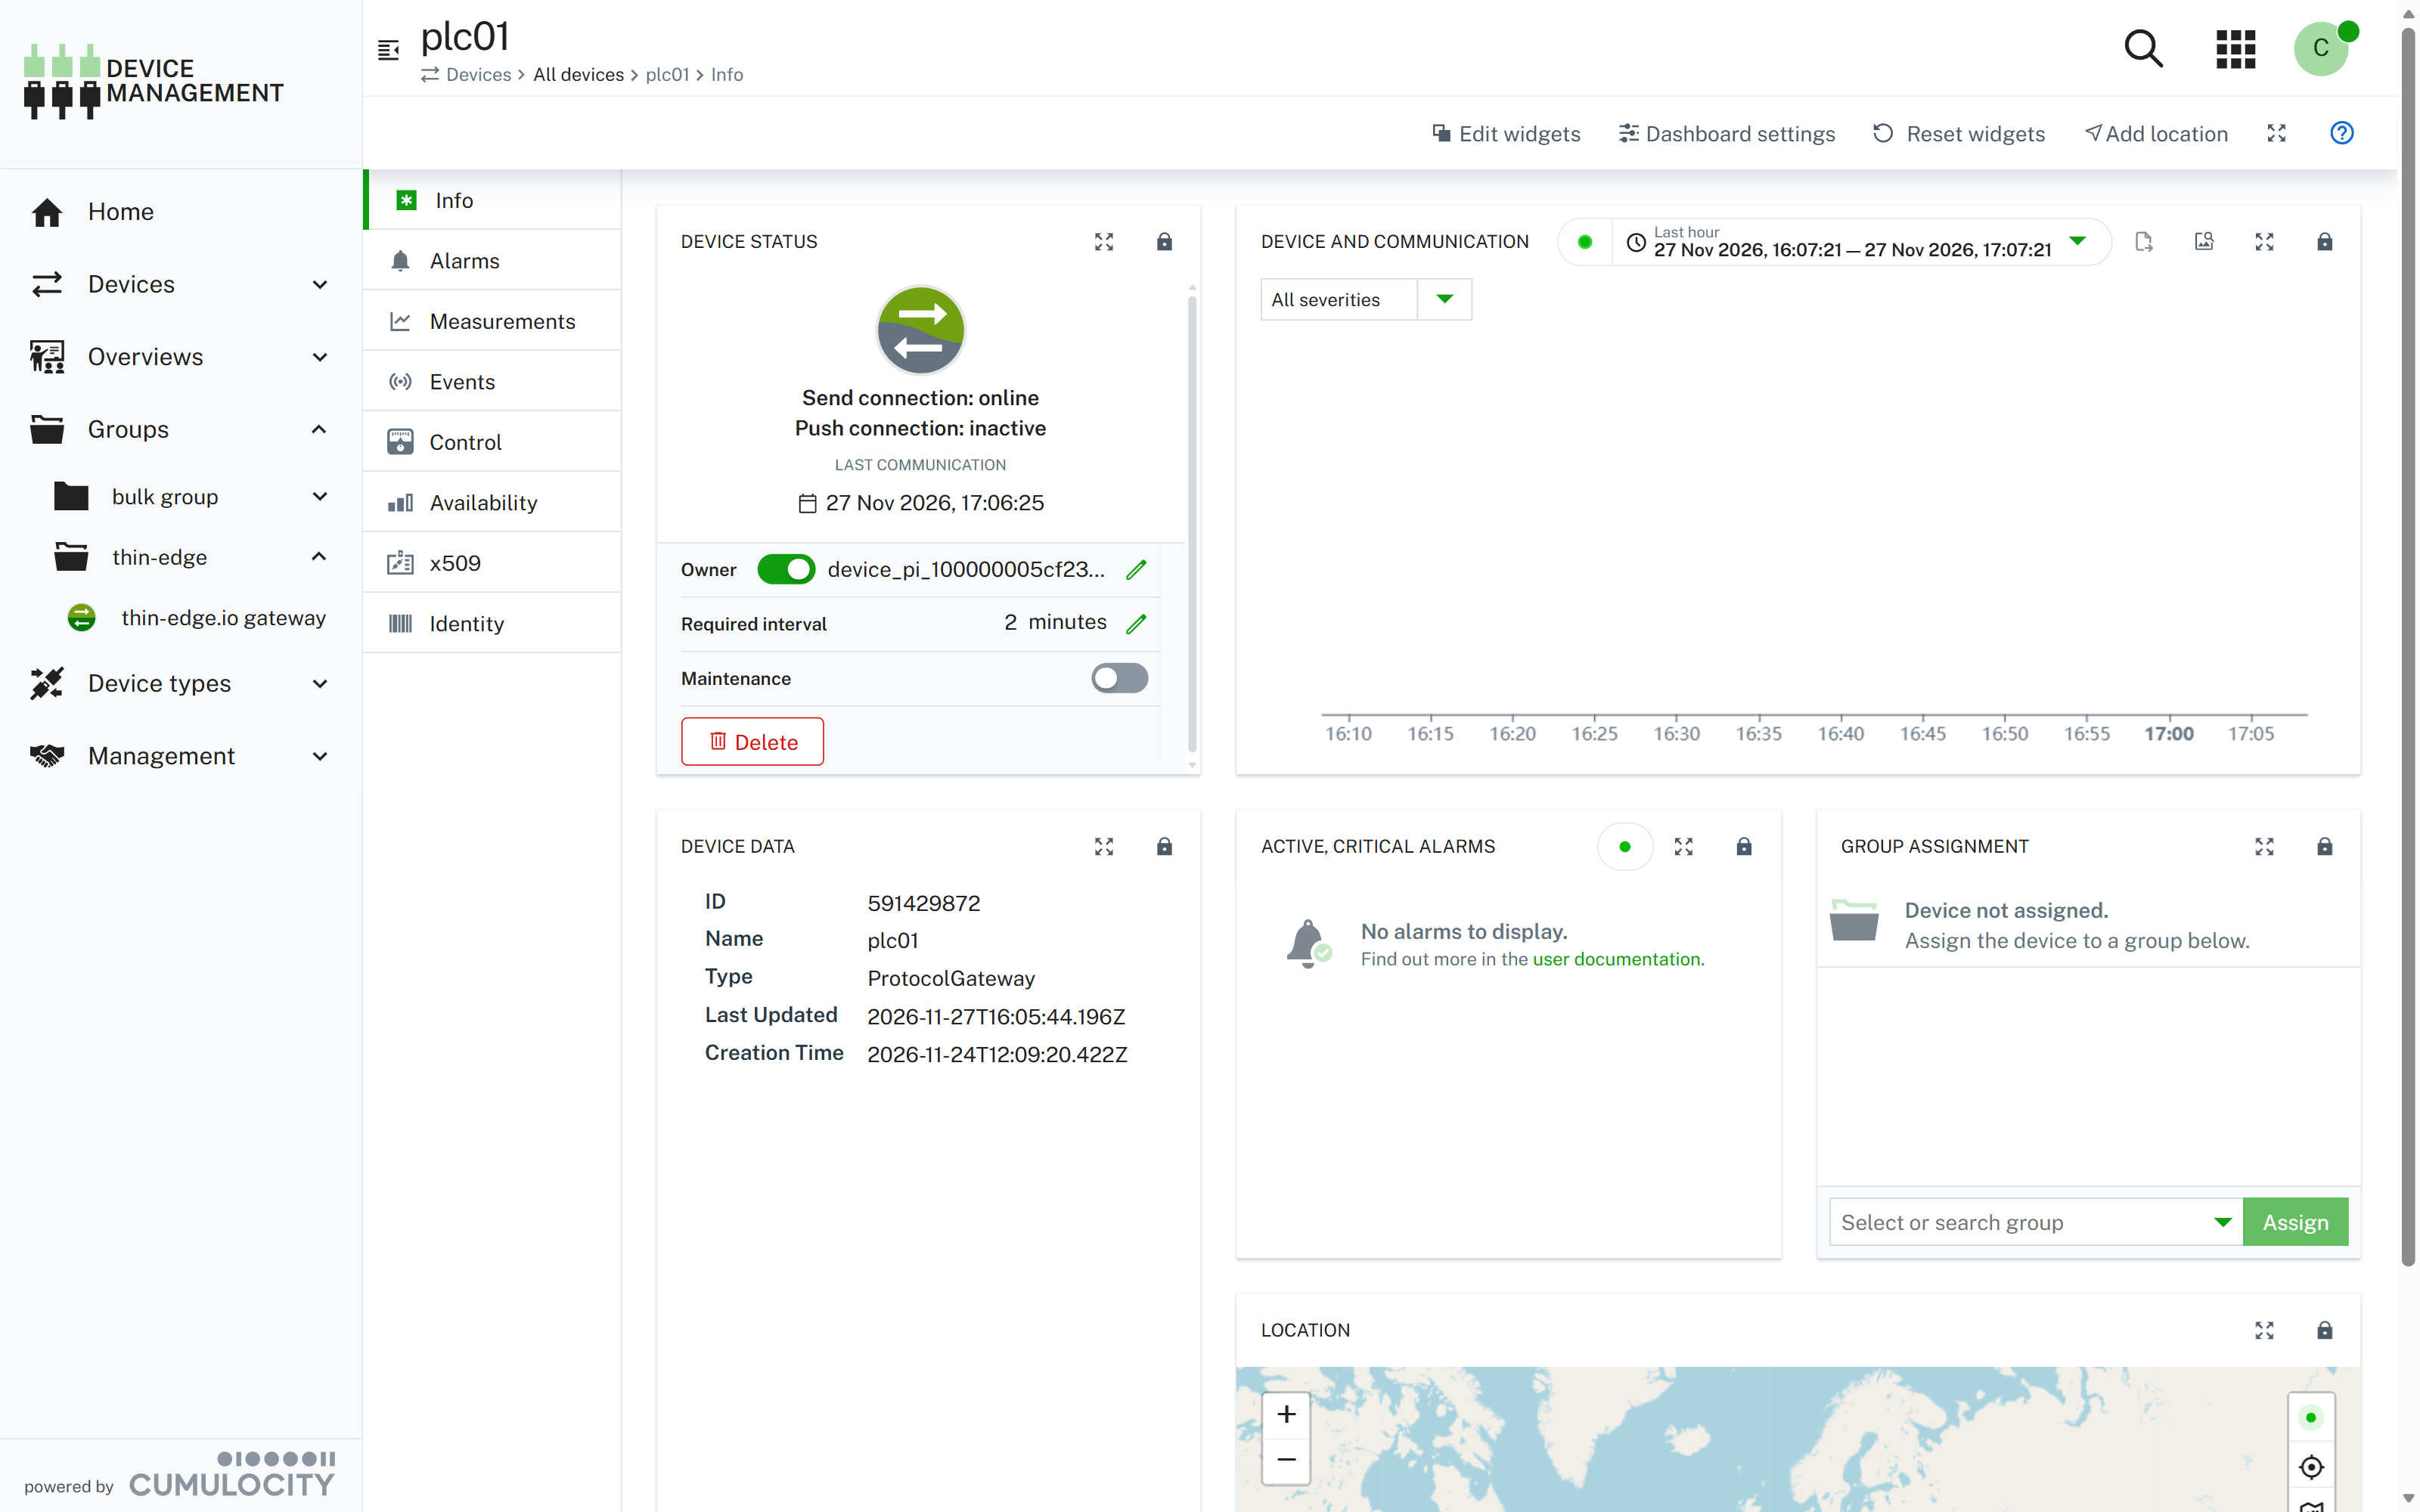 DEVICE
MANAGEMENT
plc01
Devices > All devices > plc01 > Info
C
Edit widgets
Dashboard settings
Reset widgets
Add location
Home
Devices
Overviews
Groups
bulk group
thin-edge
thin-edge.io gateway
Device types
Management
powered by CUMULOCITY
Info
Alarms
Measurements
Events
Control
Availability
x509
Identity
DEVICE STATUS
Send connection: online
Push connection: inactive
LAST COMMUNICATION
27 Nov 2026, 17:06:25
Owner device_pi_100000005cf23...
Required interval 2 minutes
Maintenance
Delete
DEVICE AND COMMUNICATION
Last hour
27 Nov 2026, 16:07:21 — 27 Nov 2026, 17:07:21
All severities
16:10 16:15 16:20 16:25 16:30 16:35 16:40 16:45 16:50 16:55 17:00 17:05
DEVICE DATA
ID 591429872
Name plc01
Type ProtocolGateway
Last Updated 2026-11-27T16:05:44.196Z
Creation Time 2026-11-24T12:09:20.422Z
ACTIVE, CRITICAL ALARMS
No alarms to display.
Find out more in the user documentation.
GROUP ASSIGNMENT
Device not assigned.
Assign the device to a group below.
Select or search group
Assign
LOCATION
+
−